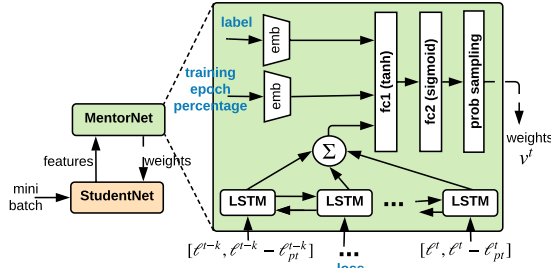 label
emb
training
epoch
percentage
emb
fc1 (tanh)
fc2 (sigmoid)
prob sampling
MentorNet
features
weights
mini
batch
StudentNet
weights
v^t
Σ
LSTM
LSTM
...
LSTM
[ℓ^{t-k}, ℓ^{t-k} − ℓ_{pt}^{t-k}]
...
[ℓ^t, ℓ^t − ℓ_{pt}^t]
loss